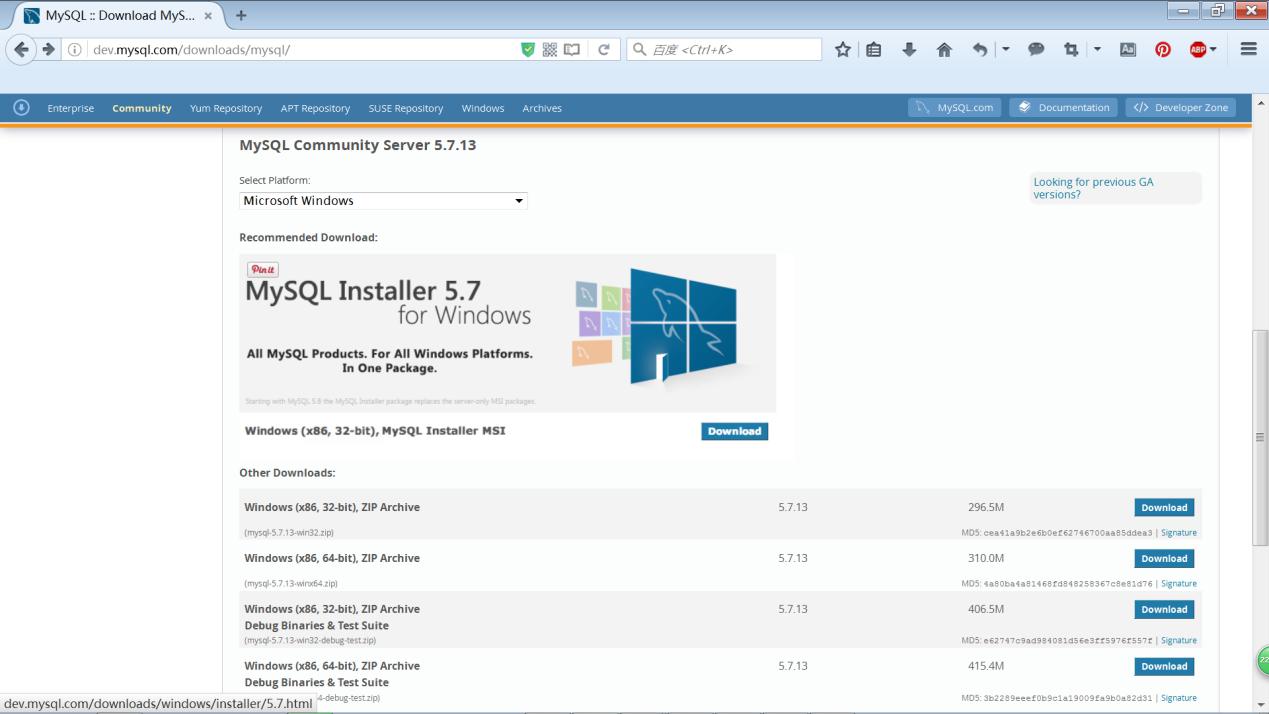 MySQL :: Download MyS...
dev.mysql.com/downloads/mysql/
百度 <Ctrl+K>
ABP
Enterprise Community Yum Repository APT Repository SUSE Repository Windows Archives MySQL.com Documentation Developer Zone
MySQL Community Server 5.7.13
Select Platform:
Microsoft Windows
Looking for previous GA
versions?
Recommended Download:
Pin it
MySQL Installer 5.7
for Windows
All MySQL Products. For All Windows Platforms.
In One Package.
Starting with MySQL 5.6 the MySQL Installer package replaces the server-only MSI packages.
Windows (x86, 32-bit), MySQL Installer MSI Download
Other Downloads:
Windows (x86, 32-bit), ZIP Archive 5.7.13 296.5M Download
(mysql-5.7.13-win32.zip) MD5: cea41a9b2e6b0ef62746700aa85ddea3 | Signature
Windows (x86, 64-bit), ZIP Archive 5.7.13 310.0M Download
(mysql-5.7.13-winx64.zip) MD5: 4a80ba4a81468fd848258367c8e81d76 | Signature
Windows (x86, 32-bit), ZIP Archive 5.7.13 406.5M Download
Debug Binaries & Test Suite
(mysql-5.7.13-win32-debug-test.zip) MD5: e62747c9ad984081d56e3ff5976f557f | Signature
Windows (x86, 64-bit), ZIP Archive 5.7.13 415.4M Download
Debug Binaries & Test Suite
4-debug-test.zip) MD5: 3b2289eeef0b9c1a19009fa9b0a82d31 | Signature
dev.mysql.com/downloads/windows/installer/5.7.html